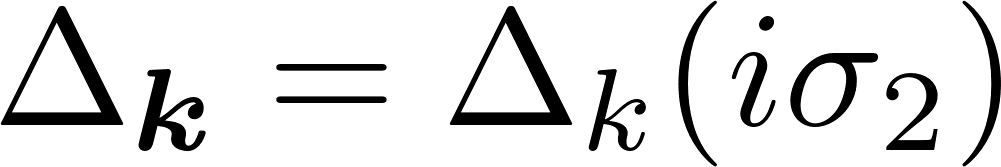 Δ_𝒌 = Δ_k (iσ_2)